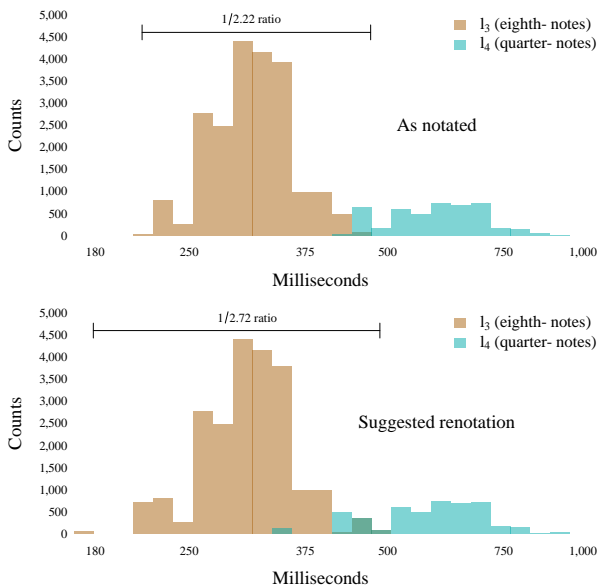 5,000
4,500
4,000
3,500
3,000
2,500
2,000
1,500
1,000
500
0
Counts
1/2.22 ratio
l₃ (eighth- notes)
l₄ (quarter- notes)
As notated
180 250 375 500 750 1,000
Milliseconds
5,000
4,500
4,000
3,500
3,000
2,500
2,000
1,500
1,000
500
0
Counts
1/2.72 ratio
l₃ (eighth- notes)
l₄ (quarter- notes)
Suggested renotation
180 250 375 500 750 1,000
Milliseconds